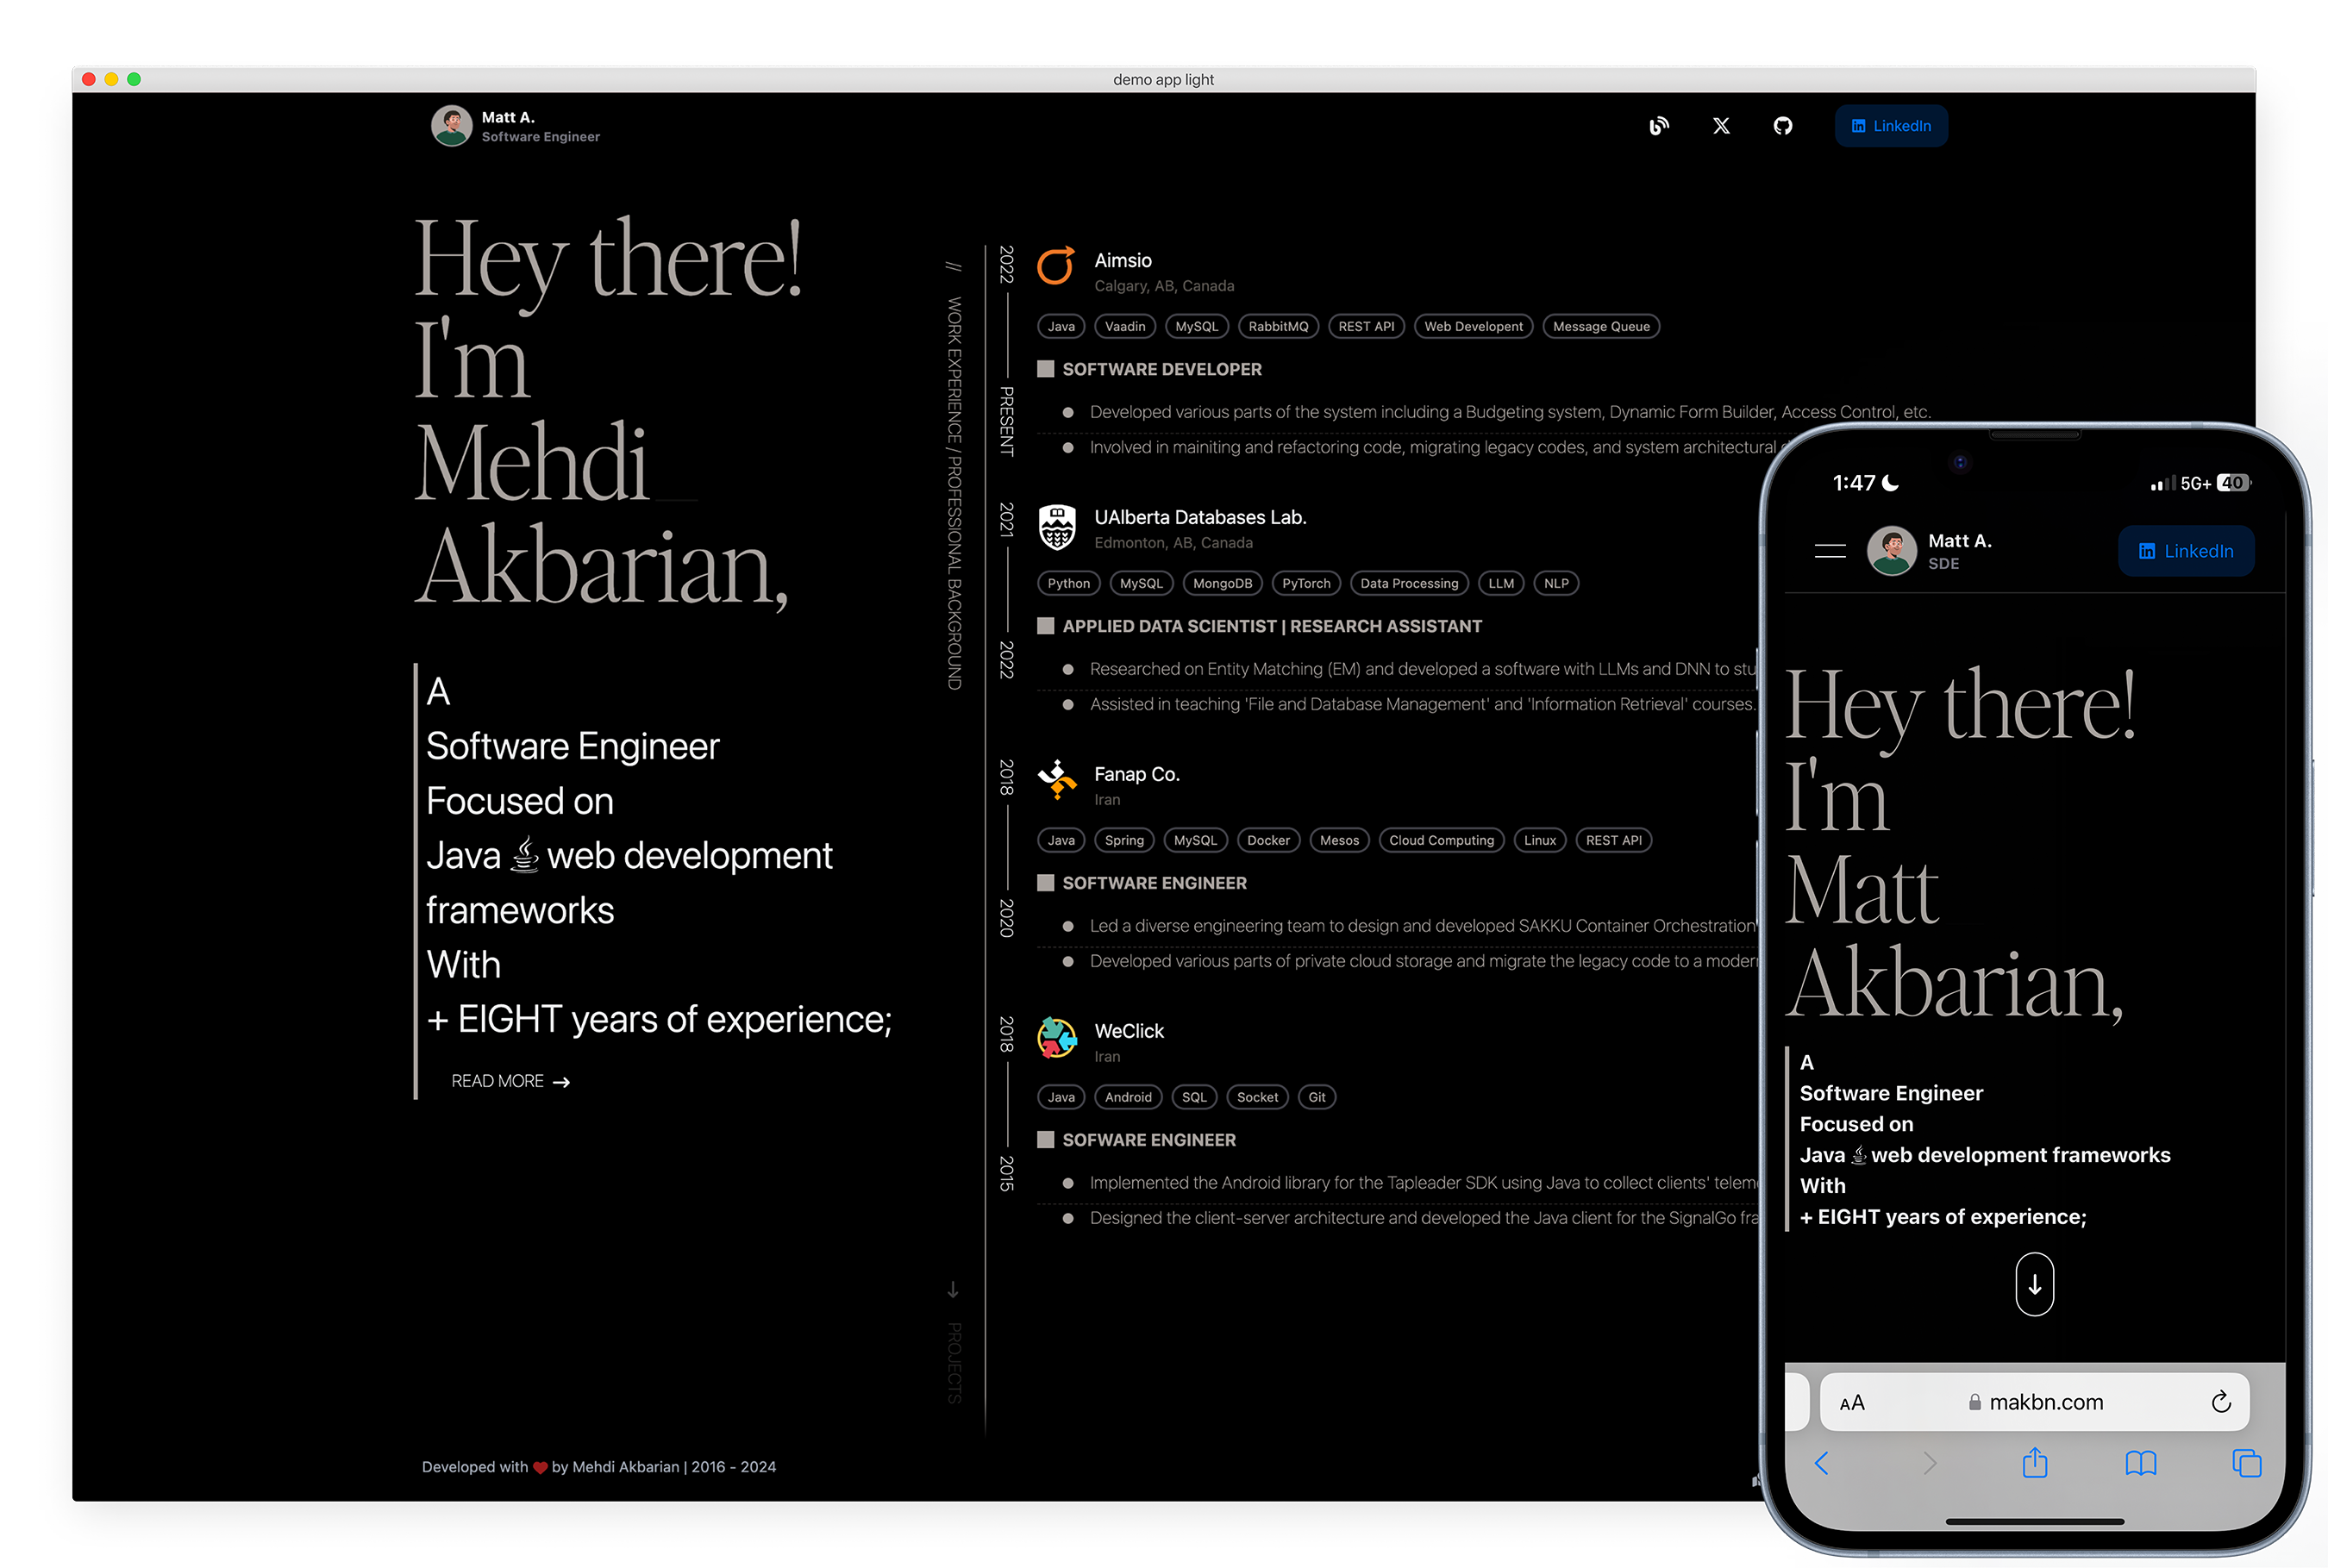 demo app light
Matt A.
Software Engineer
LinkedIn
Hey there!
I'm
Mehdi_
Akbarian,
A
Software Engineer
Focused on
Java web development
frameworks
With
+ EIGHT years of experience;
READ MORE →
// WORK EXPERIENCE / PROFESSIONAL BACKGROUND
↓ PROJECTS
2022
PRESENT
Aimsio
Calgary, AB, Canada
Java Vaadin MySQL RabbitMQ REST API Web Developent Message Queue
SOFTWARE DEVELOPER
Developed various parts of the system including a Budgeting system, Dynamic Form Builder, Access Control, etc.
Involved in mainiting and refactoring code, migrating legacy codes, and system architectural
2021
2022
UAlberta Databases Lab.
Edmonton, AB, Canada
Python MySQL MongoDB PyTorch Data Processing LLM NLP
APPLIED DATA SCIENTIST | RESEARCH ASSISTANT
Researched on Entity Matching (EM) and developed a software with LLMs and DNN to stu
Assisted in teaching 'File and Database Management' and 'Information Retrieval' courses.
2018
2020
Fanap Co.
Iran
Java Spring MySQL Docker Mesos Cloud Computing Linux REST API
SOFTWARE ENGINEER
Led a diverse engineering team to design and developed SAKKU Container Orchestration
Developed various parts of private cloud storage and migrate the legacy code to a moder
2018
2015
WeClick
Iran
Java Android SQL Socket Git
SOFWARE ENGINEER
Implemented the Android library for the Tapleader SDK using Java to collect clients' telem
Designed the client-server architecture and developed the Java client for the SignalGo fra
Developed with ❤ by Mehdi Akbarian | 2016 - 2024
1:47
5G+ 40
Matt A.
SDE
LinkedIn
Hey there!
I'm
Matt
Akbarian,
A
Software Engineer
Focused on
Java web development frameworks
With
+ EIGHT years of experience;
AA makbn.com